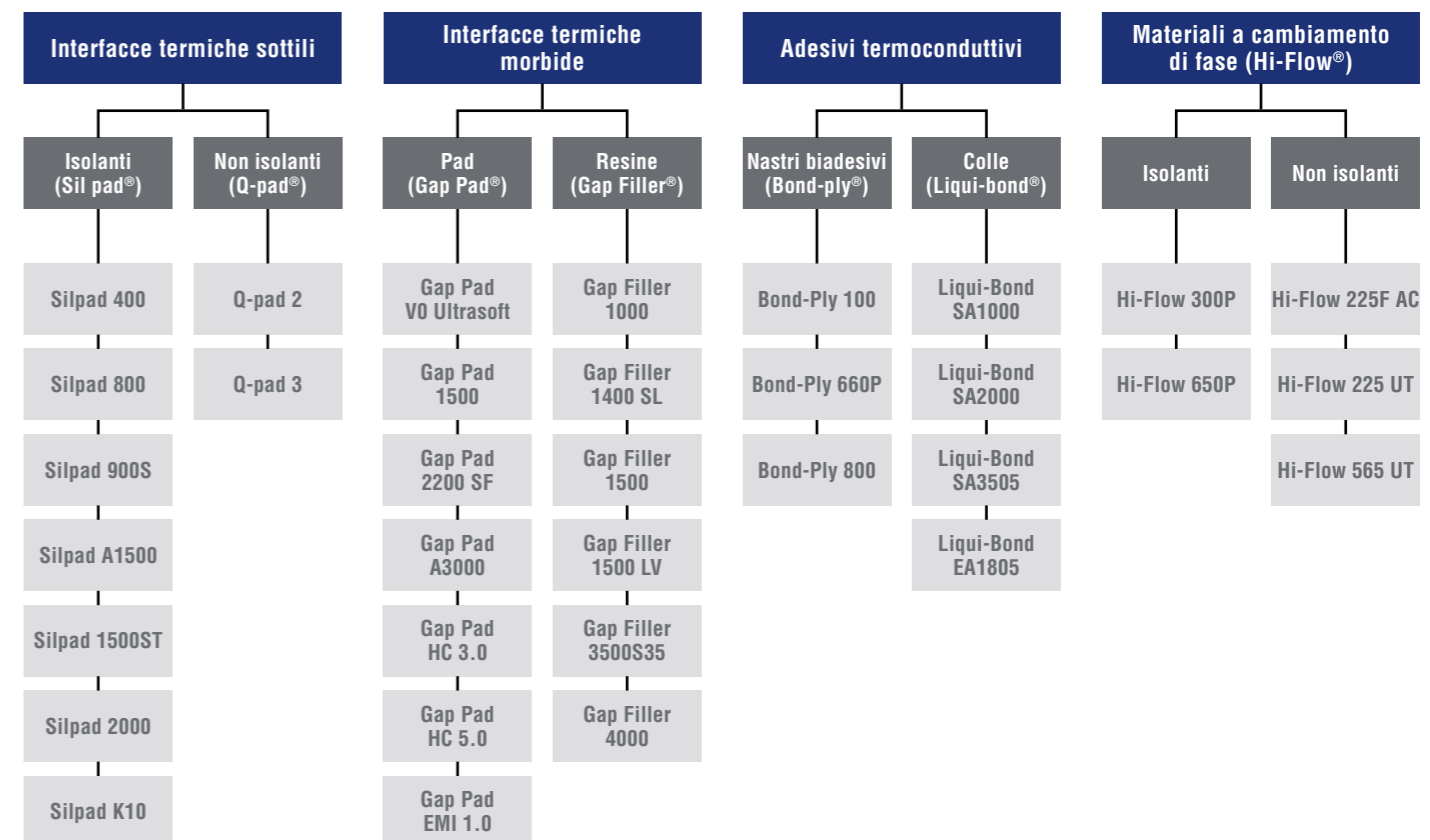 Interfacce termiche sottili
Isolanti
(Sil pad®)
Silpad 400
Silpad 800
Silpad 900S
Silpad A1500
Silpad 1500ST
Silpad 2000
Silpad K10
Non isolanti
(Q-pad®)
Q-pad 2
Q-pad 3
Interfacce termiche
morbide
Pad
(Gap Pad®)
Gap Pad
V0 Ultrasoft
Gap Pad
1500
Gap Pad
2200 SF
Gap Pad
A3000
Gap Pad
HC 3.0
Gap Pad
HC 5.0
Gap Pad
EMI 1.0
Resine
(Gap Filler®)
Gap Filler
1000
Gap Filler
1400 SL
Gap Filler
1500
Gap Filler
1500 LV
Gap Filler
3500S35
Gap Filler
4000
Adesivi termoconduttivi
Nastri biadesivi
(Bond-ply®)
Bond-Ply 100
Bond-Ply 660P
Bond-Ply 800
Colle
(Liqui-bond®)
Liqui-Bond
SA1000
Liqui-Bond
SA2000
Liqui-Bond
SA3505
Liqui-Bond
EA1805
Materiali a cambiamento
di fase (Hi-Flow®)
Isolanti
Hi-Flow 300P
Hi-Flow 650P
Non isolanti
Hi-Flow 225F AC
Hi-Flow 225 UT
Hi-Flow 565 UT